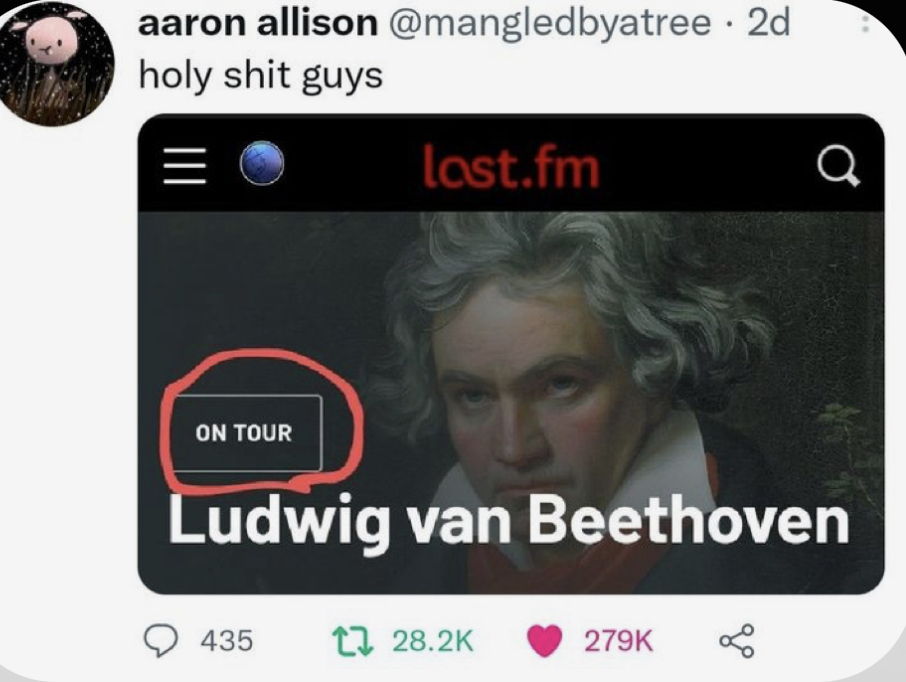 aaron allison @mangledbyatree · 2d
holy shit guys
last.fm
ON TOUR
Ludwig van Beethoven
435 28.2K 279K